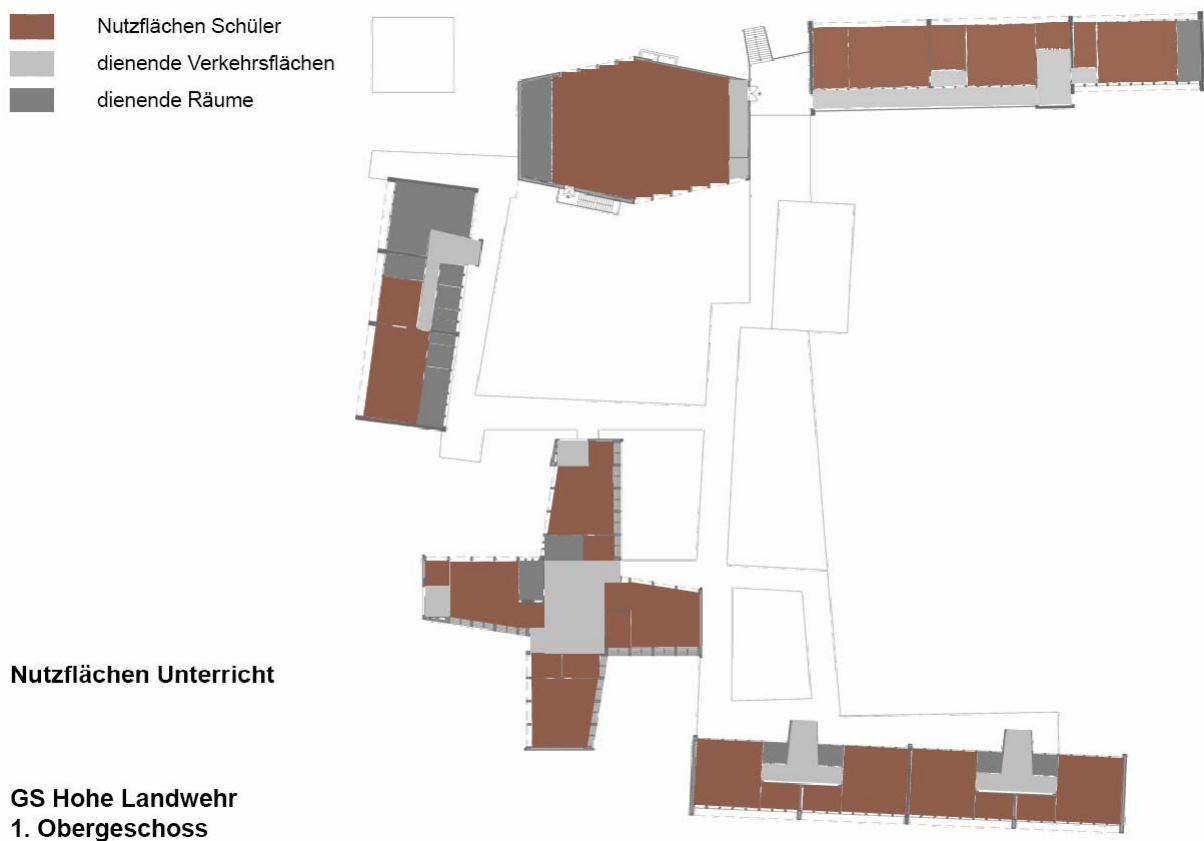 Nutzflächen Schüler
dienende Verkehrsflächen
dienende Räume
Nutzflächen Unterricht
GS Hohe Landwehr
1. Obergeschoss